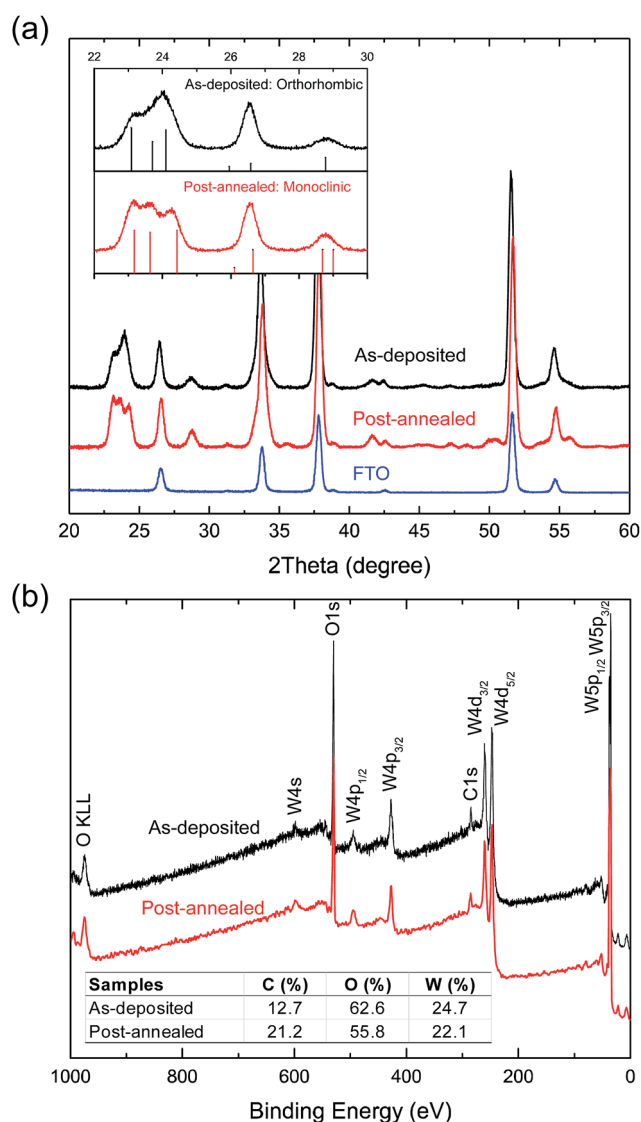 (a)
22 24 26 28 30
As-deposited: Orthorhombic
Post-annealed: Monoclinic
As-deposited
Post-annealed
FTO
20 25 30 35 40 45 50 55 60
2Theta (degree)
(b)
O KLL
W4s
O1s
W4p1/2
W4p3/2
C1s
W4d3/2
W4d5/2
W5p1/2 W5p3/2
As-deposited
Post-annealed
Samples C (%) O (%) W (%)
As-deposited 12.7 62.6 24.7
Post-annealed 21.2 55.8 22.1
1000 800 600 400 200 0
Binding Energy (eV)